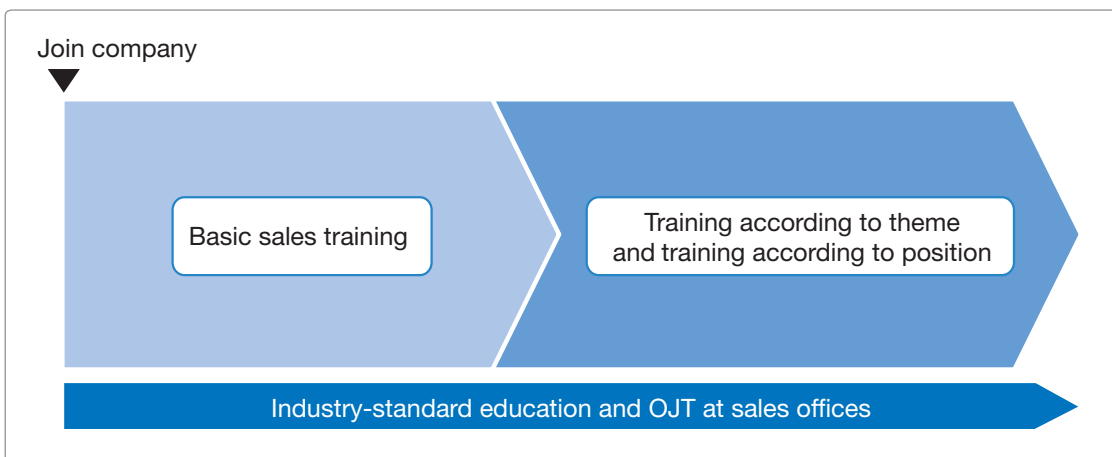 Join company
Basic sales training
Training according to theme
and training according to position
Industry-standard education and OJT at sales offices